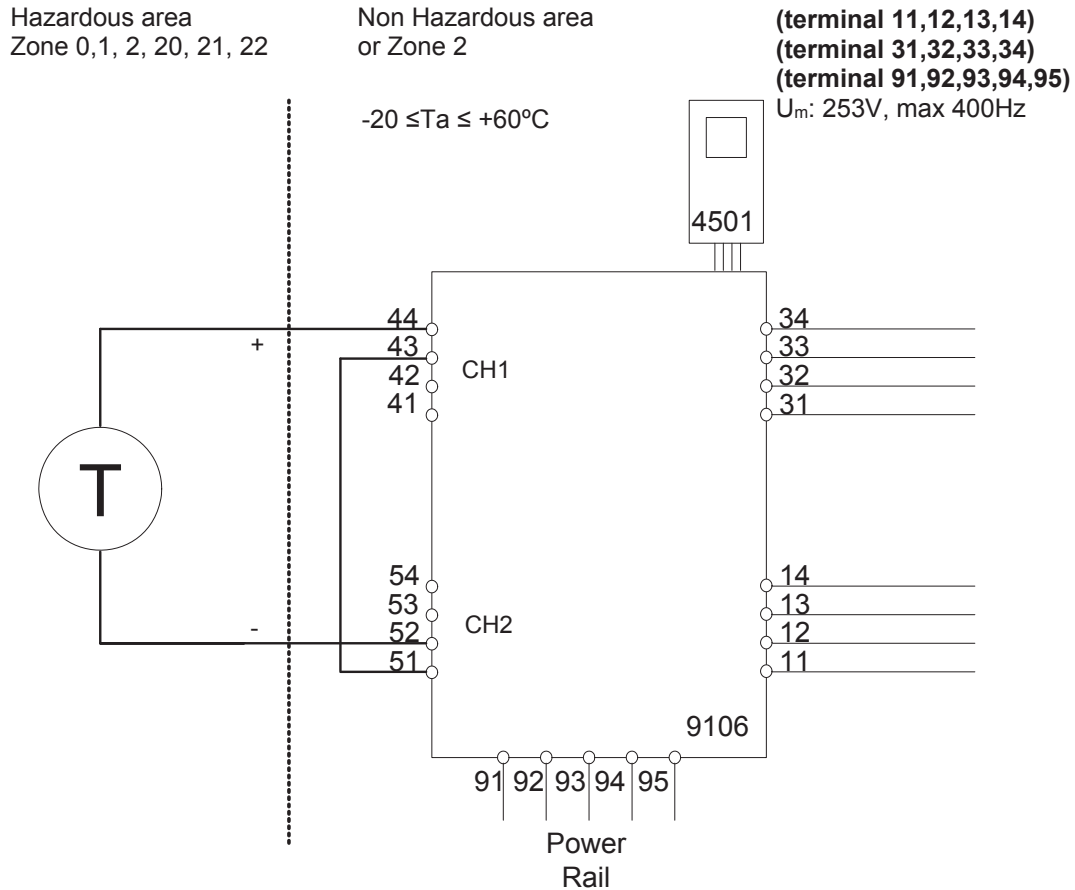 Hazardous area
Zone 0,1, 2, 20, 21, 22
Non Hazardous area
or Zone 2
-20 ≤Ta ≤ +60ºC
(terminal 11,12,13,14)
(terminal 31,32,33,34)
(terminal 91,92,93,94,95)
Um: 253V, max 400Hz
4501
44
43
42
41
CH1
+
34
33
32
31
T
54
53
52
51
CH2
-
14
13
12
11
9106
91 92 93 94 95
Power
Rail